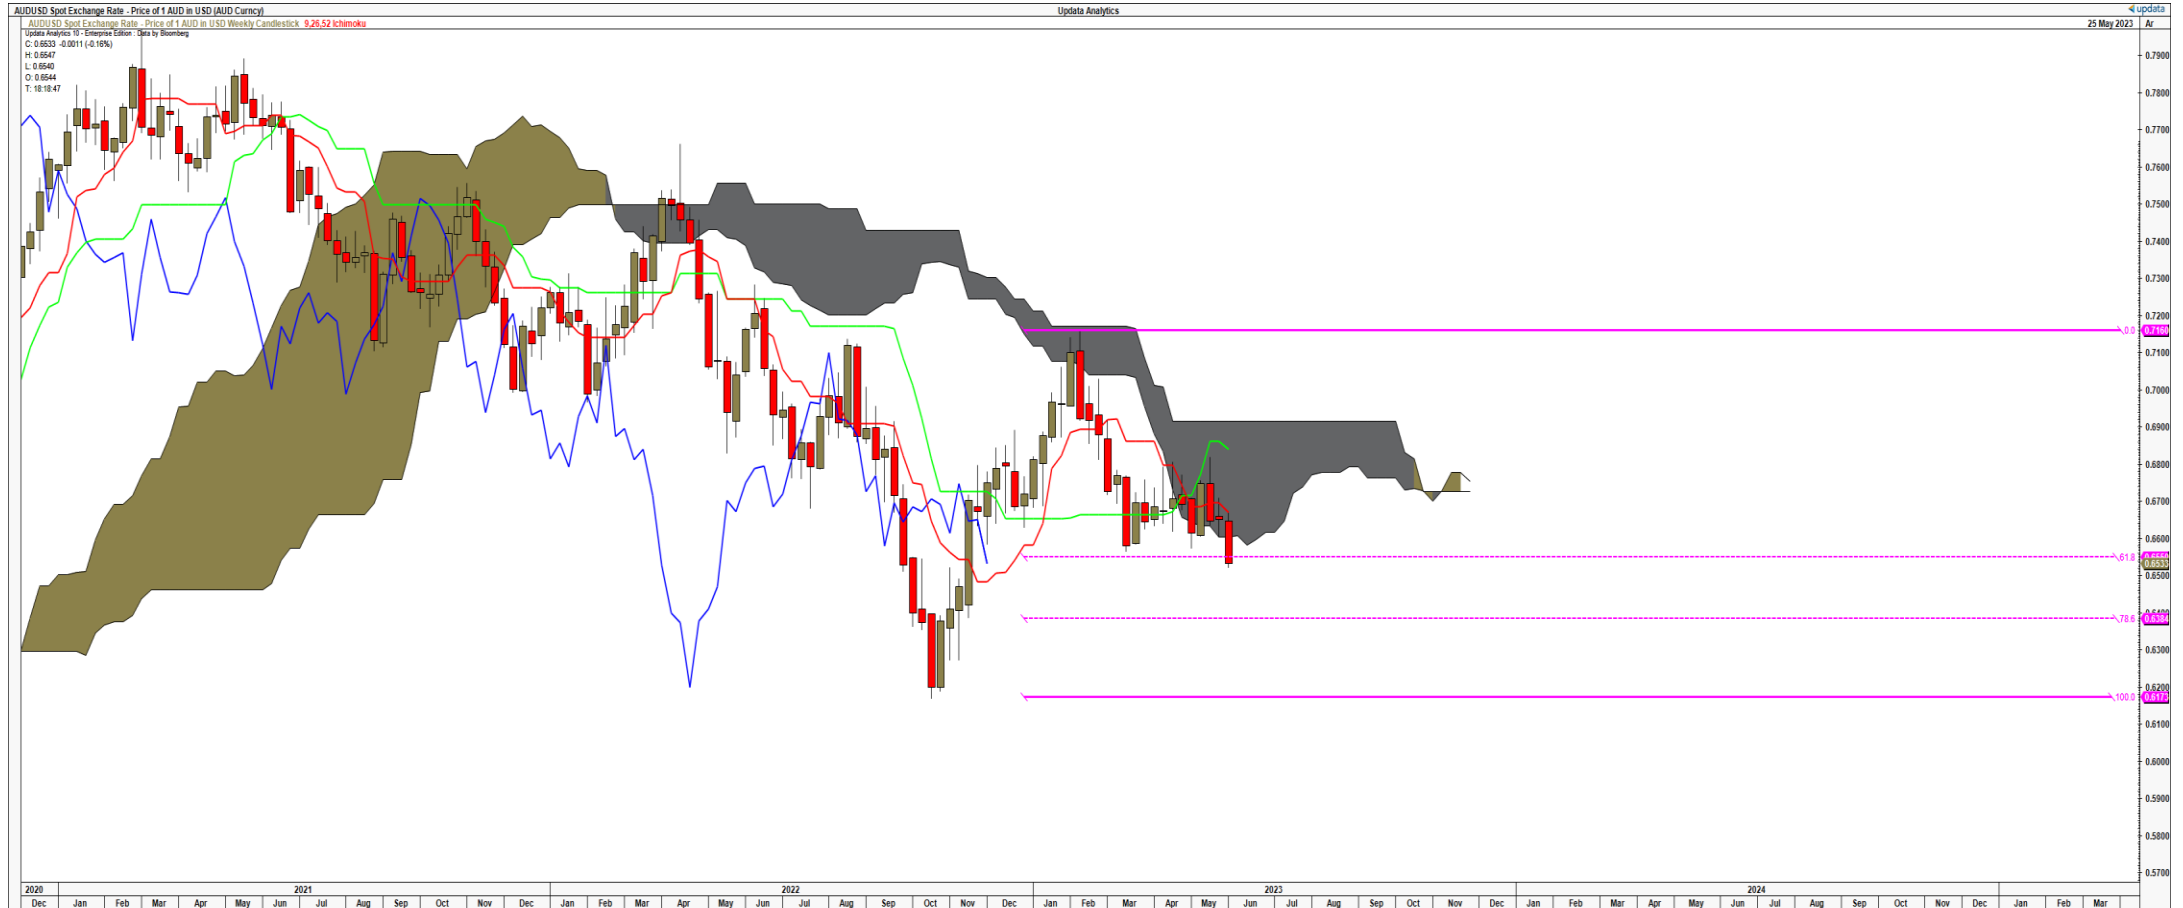 AUDUSD Spot Exchange Rate - Price of 1 AUD in USD (AUD Curncy)
Updata Analytics
updata
AUDUSD Spot Exchange Rate - Price of 1 AUD in USD Weekly Candlestick 9,26,52 Ichimoku
25 May 2023 Ar
Updata Analytics 10 - Enterprise Edition : Data by Bloomberg
C: 0.6533 -0.0011 (-0.16%)
H: 0.6547
L: 0.6540
O: 0.6544
T: 18:18:47
0.7900
0.7800
0.7700
0.7600
0.7500
0.7400
0.7300
0.7200
0.0 0.7160
0.7100
0.7000
0.6900
0.6800
0.6700
0.6600
61.8
0.6533
0.6500
78.6 0.6384
0.6300
0.6200
100.0 0.6173
0.6100
0.6000
0.5900
0.5800
0.5700
2020 2021 2022 2023 2024
Dec Jan Feb Mar Apr May Jun Jul Aug Sep Oct Nov Dec Jan Feb Mar Apr May Jun Jul Aug Sep Oct Nov Dec Jan Feb Mar Apr May Jun Jul Aug Sep Oct Nov Dec Jan Feb Mar Apr May Jun Jul Aug Sep Oct Nov Dec Jan Feb Mar